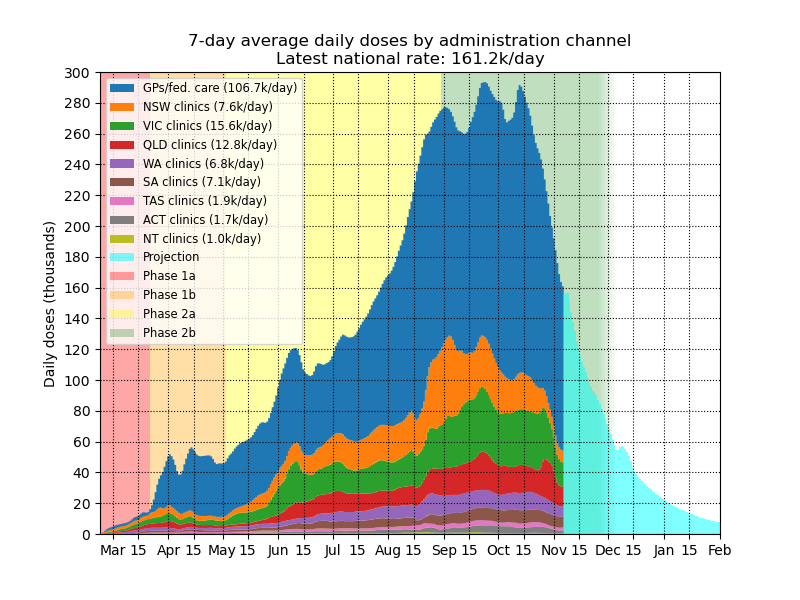 7-day average daily doses by administration channel
Latest national rate: 161.2k/day
Daily doses (thousands)
300
280
260
240
220
200
180
160
140
120
100
80
60
40
20
0
GPs/fed. care (106.7k/day)
NSW clinics (7.6k/day)
VIC clinics (15.6k/day)
QLD clinics (12.8k/day)
WA clinics (6.8k/day)
SA clinics (7.1k/day)
TAS clinics (1.9k/day)
ACT clinics (1.7k/day)
NT clinics (1.0k/day)
Projection
Phase 1a
Phase 1b
Phase 2a
Phase 2b
Mar 15 Apr 15 May 15 Jun 15 Jul 15 Aug 15 Sep 15 Oct 15 Nov 15 Dec 15 Jan 15 Feb